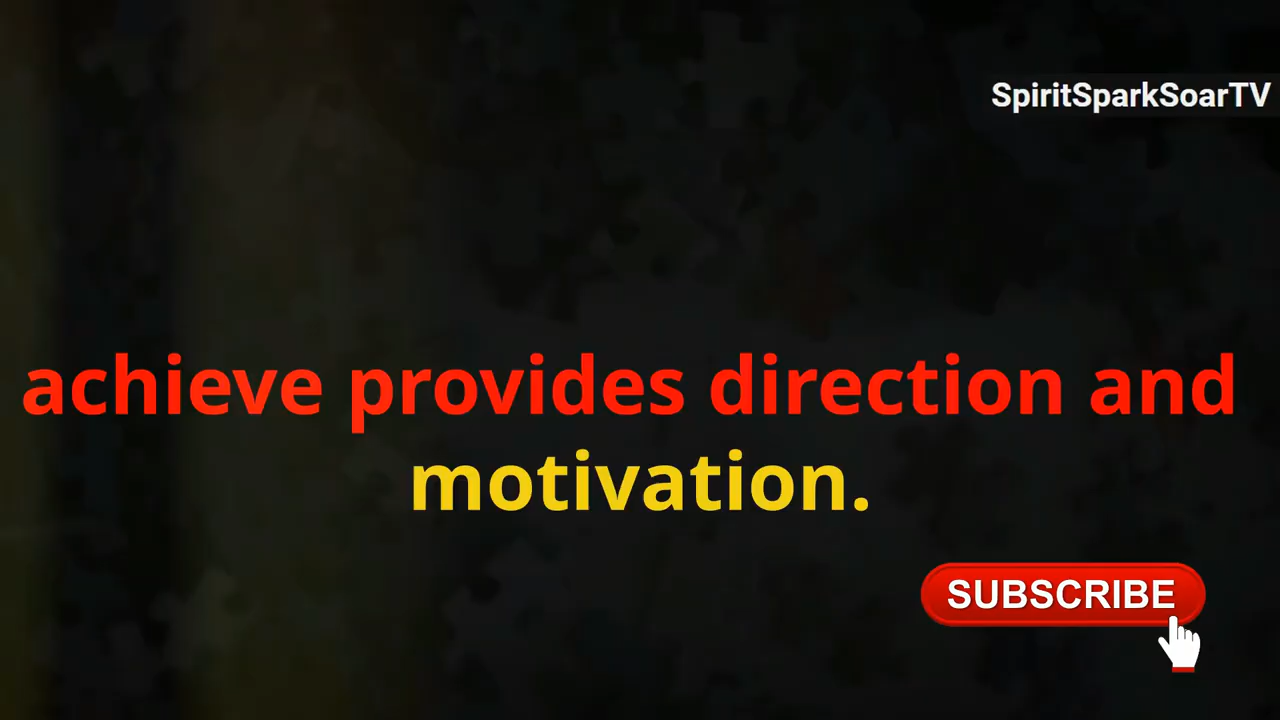 SpiritSparkSoarTV
achieve provides direction and
motivation.
SUBSCRIBE